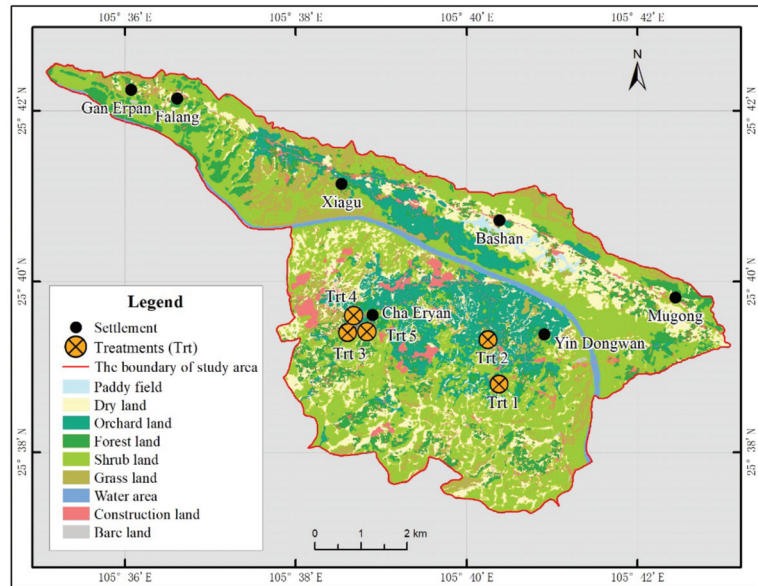 105° 36′ E
105° 38′ E
105° 40′ E
105° 42′ E
N
25° 42′ N
25° 42′ N
Gan Erpan
Falang
Xiagu
Bashan
25° 40′ N
25° 40′ N
Legend
Settlement
Treatments (Trt)
The boundary of study area
Paddy field
Dry land
Orchard land
Forest land
Shrub land
Grass land
Water area
Construction land
Bare land
Trt 4
Cha Eryan
Mugong
Trt 3
Trt 5
Trt 2
Yin Dongwan
Trt 1
25° 38′ N
25° 38′ N
0 1 2 km
105° 36′ E
105° 38′ E
105° 40′ E
105° 42′ E